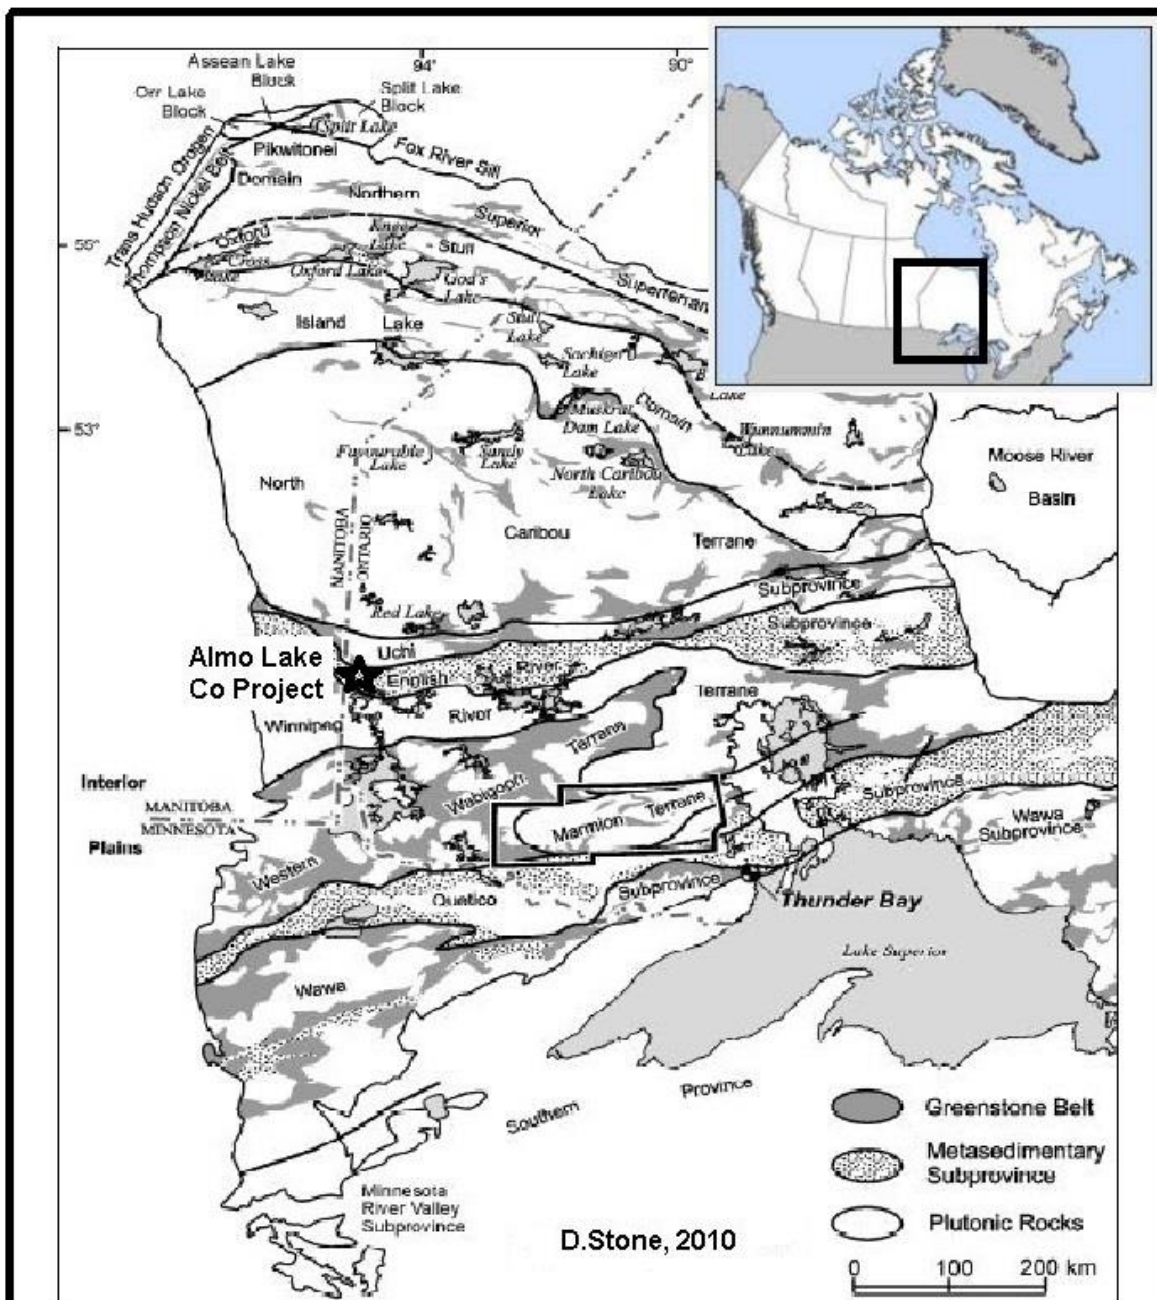 Assean Lake
Block
94°
90°
Orr Lake
Block
Split Lake
Block
Split Lake
Pikwitonei
Domain
Fox River Sill
Trans Hudson Orogen
Thompson Nickel Belt
Northern
Superior
Superterrane
55°
Oxford
Stull
Knee
Lake
Cross
Lake
Oxford Lake
God's
Lake
Island
Lake
Stull
Lake
Sachigo
Lake
Lake
Muskrat
Dam Lake
Domain
53°
Favourable
Lake
Sandy
Lake
Wunnummin
Lake
North Caribou
Lake
Moose River
Basin
North
Caribou
Terrane
MANITOBA
ONTARIO
Subprovince
Red Lake
Subprovince
Uchi
Almo Lake
Co Project
English
River
Terrane
Winnipeg
River
Terrane
Interior
Plains
MANITOBA
MINNESOTA
Wabigoon
Marmion
Terrane
Subprovince
Wawa
Subprovince
Western
Quetico
Subprovince
Thunder Bay
Lake Superior
Wawa
Province
Southern
Greenstone Belt
Metasedimentary
Subprovince
Plutonic Rocks
Minnesota
River Valley
Subprovince
D.Stone, 2010
0 100 200 km